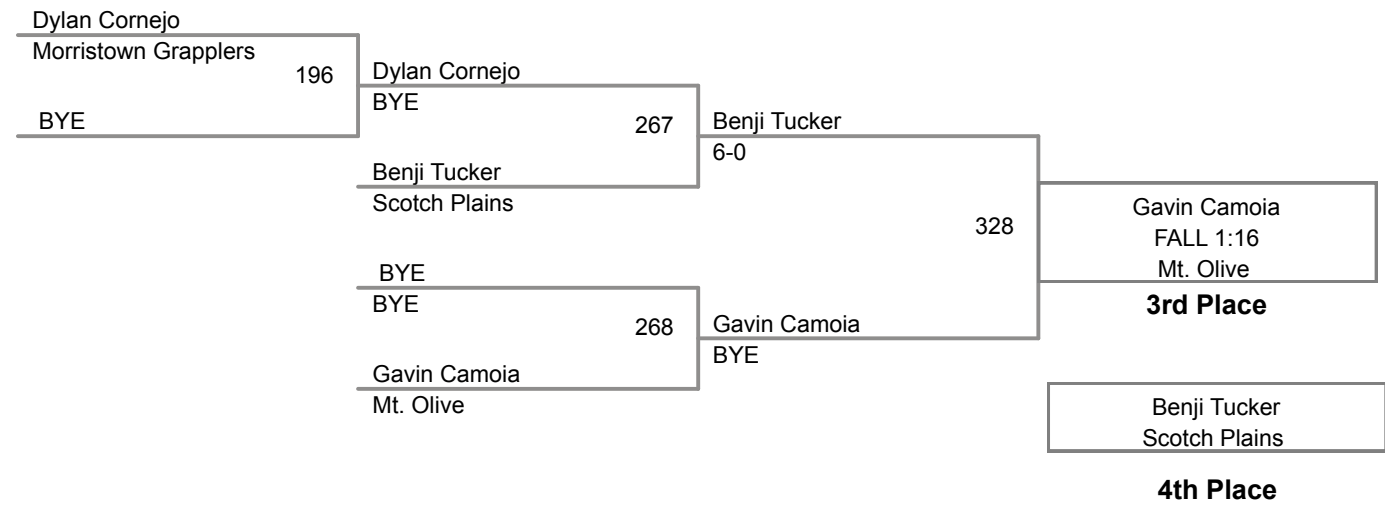 Dylan Cornejo
Morristown Grapplers
196
BYE
Dylan Cornejo
BYE
267
Benji Tucker
Scotch Plains
BYE
BYE
268
Gavin Camoia
Mt. Olive
Benji Tucker
6-0
328
Gavin Camoia
BYE
Gavin Camoia
FALL 1:16
Mt. Olive
3rd Place
Benji Tucker
Scotch Plains
4th Place